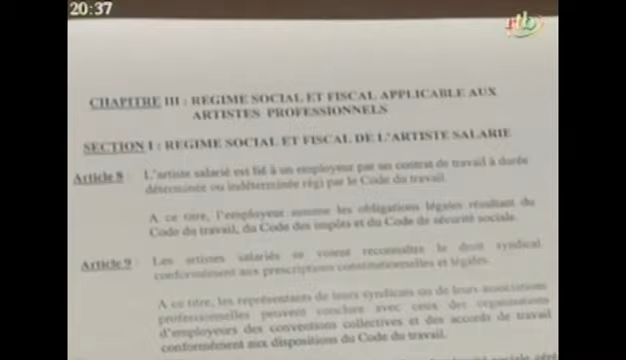 20:37
rtb
CHAPITRE III : REGIME SOCIAL ET FISCAL APPLICABLE AUX
ARTISTES PROFESSIONNELS
SECTION I : REGIME SOCIAL ET FISCAL DE L'ARTISTE SALARIE
Article 8 : L'artiste salarié est lié à un employeur par un contrat de travail à durée
déterminée ou indéterminée régi par le Code du travail.
A ce titre, l'employeur assume les obligations légales résultant du
Code du travail, du Code des impôts et du Code de sécurité sociale.
Article 9 : Les artistes salariés se voient reconnaître le droit syndical
conformément aux prescriptions constitutionnelles et légales.
A ce titre, les représentants de leurs syndicats ou de leurs associations
professionnelles peuvent conclure avec ceux des organisations
d'employeurs des conventions collectives et des accords de travail
conformément aux dispositions du Code du travail.